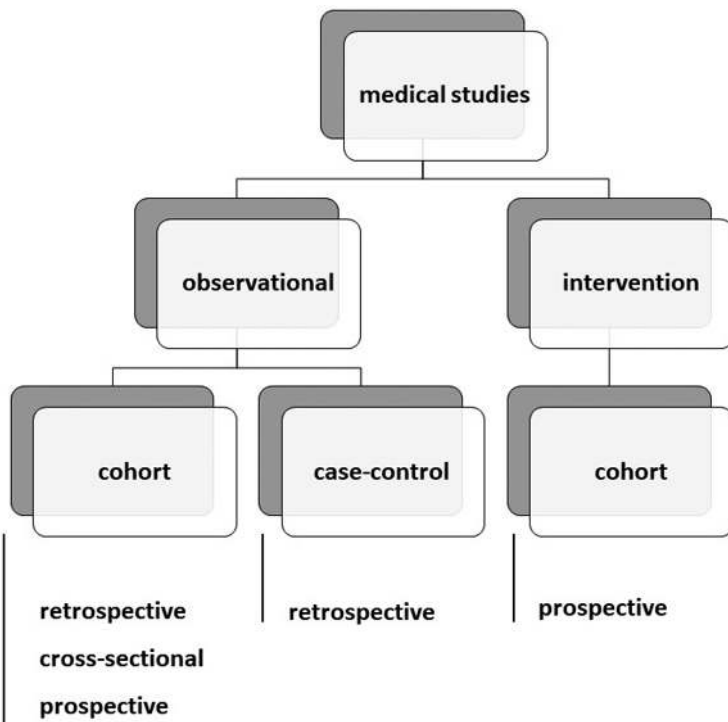 medical studies
observational
intervention
cohort
case-control
cohort
retrospective
cross-sectional
prospective
retrospective
prospective